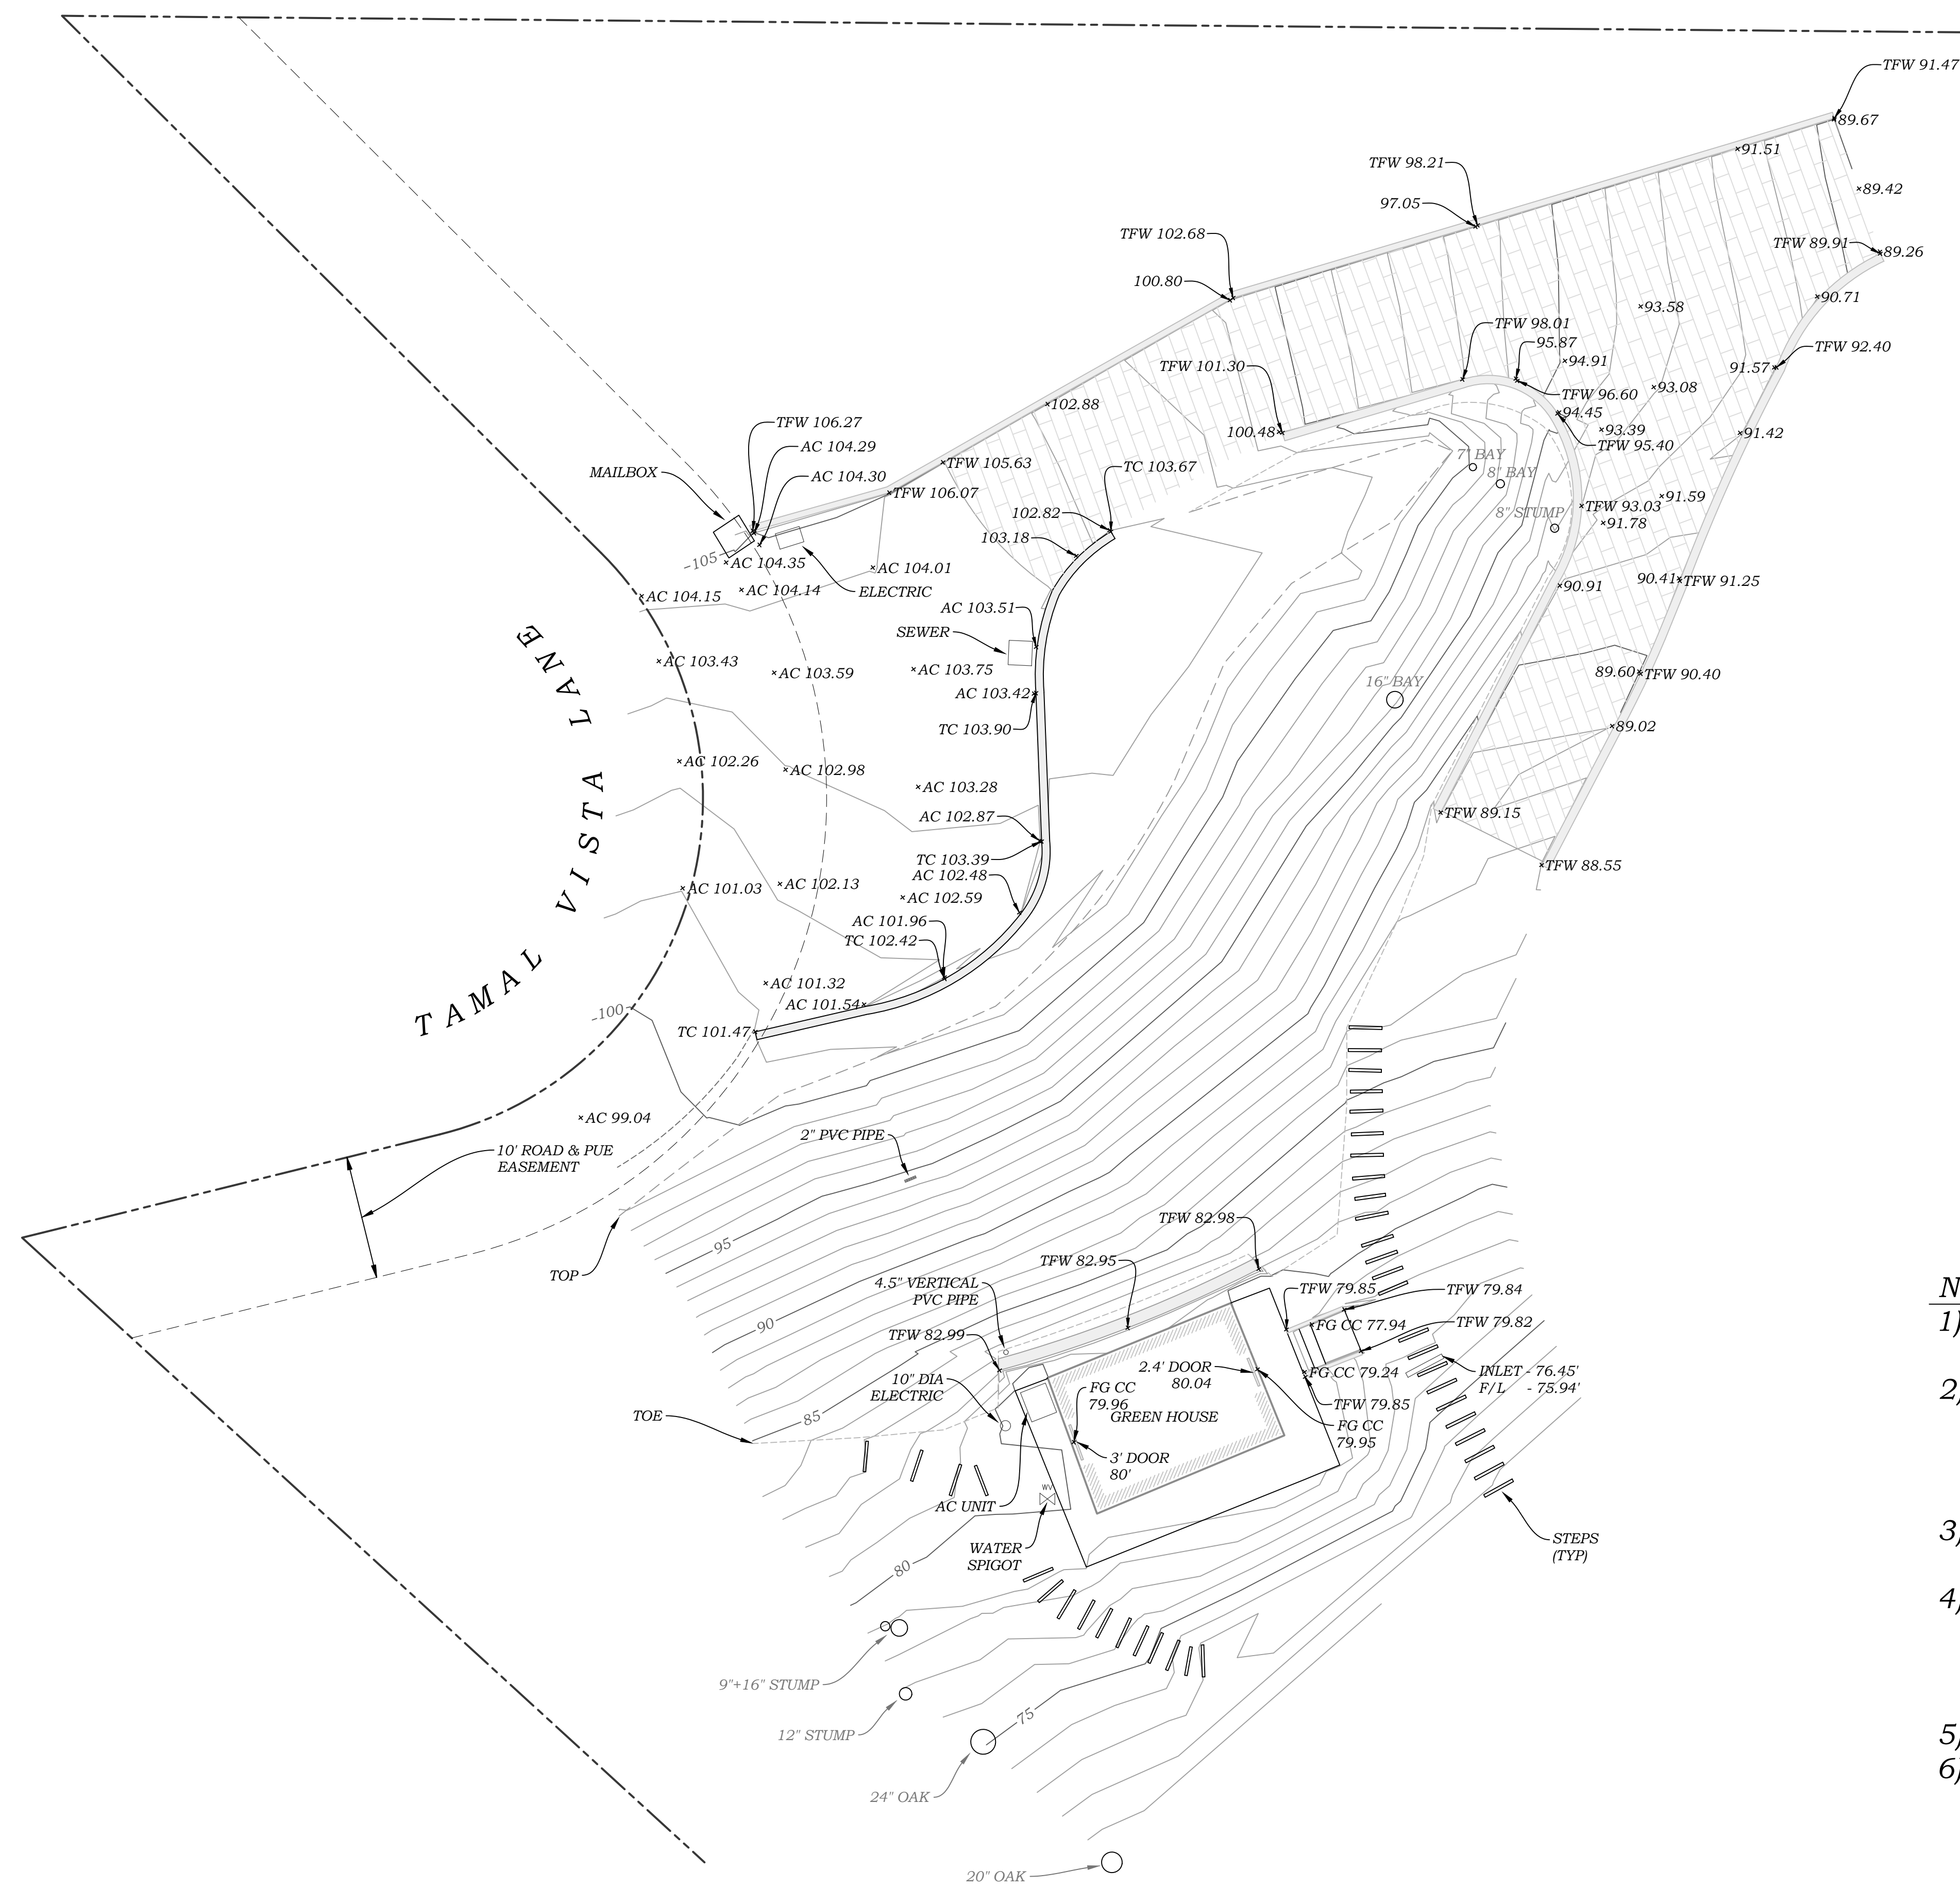 TFW 91.47
89.67
91.51
TFW 98.21
89.42
97.05
TFW 102.68
TFW 89.91
89.26
100.80
90.71
93.58
TFW 98.01
95.87
TFW 92.40
94.91
TFW 101.30
91.57
93.08
TFW 96.60
102.88
94.45
TFW 106.27
93.39
100.48
91.42
AC 104.29
TFW 95.40
7" BAY
TFW 105.63
TC 103.67
MAILBOX
8" BAY
AC 104.30
TFW 106.07
91.59
TFW 93.03
102.82
8" STUMP
91.78
103.18
-105
AC 104.35
AC 104.01
90.41
TFW 91.25
90.91
AC 104.14
ELECTRIC
AC 104.15
AC 103.51
SEWER
AC 103.43
AC 103.75
AC 103.59
89.60
TFW 90.40
16" BAY
AC 103.42
89.02
TC 103.90
AC 102.26
AC 102.98
AC 103.28
AC 102.87
TFW 89.15
TC 103.39
TFW 88.55
AC 102.48
AC 102.13
AC 101.03
AC 102.59
AC 101.96
TC 102.42
TAMAL VISTA LANE
AC 101.32
AC 101.54
-100
TC 101.47
AC 99.04
2" PVC PIPE
10' ROAD & PUE
EASEMENT
TFW 82.98
95
TFW 82.95
TOP
4.5" VERTICAL
PVC PIPE
TFW 79.85
TFW 79.84
N
1)
90
FG CC 77.94
TFW 79.82
TFW 82.99
2.4' DOOR
80.04
FG CC 79.24
INLET - 76.45'
F/L - 75.94'
10" DIA
ELECTRIC
FG CC
79.96
2)
TFW 79.85
85
TOE
GREEN HOUSE
FG CC
79.95
3' DOOR
80'
WV
AC UNIT
3)
STEPS
(TYP)
WATER
SPIGOT
80
4)
9"+16" STUMP
75
12" STUMP
5)
6)
24" OAK
20" OAK